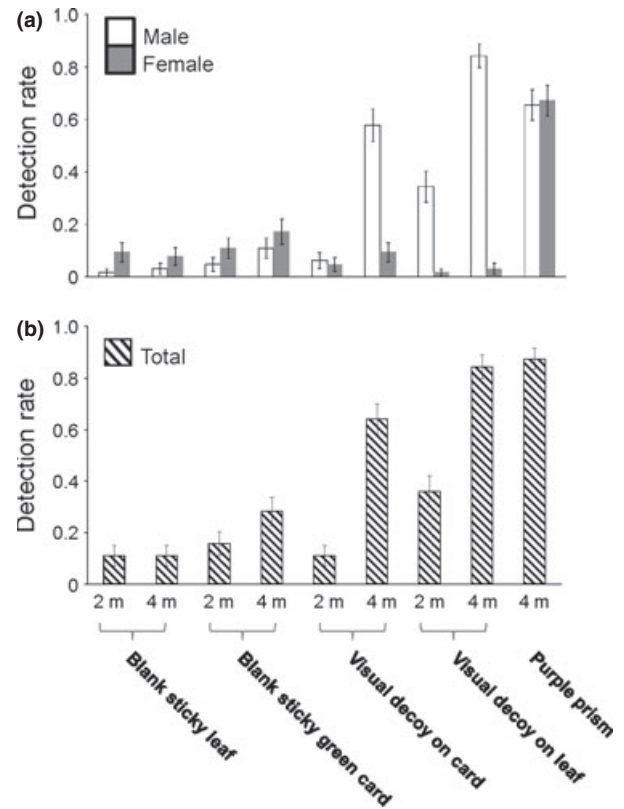 (a)
Male
Female
Detection rate
1.0
0.8
0.6
0.4
0.2
0
(b)
Total
Detection rate
1.0
0.8
0.6
0.4
0.2
0
2 m 4 m 2 m 4 m 2 m 4 m 2 m 4 m 4 m
Blank sticky leaf
Blank sticky green card
Visual decoy on card
Visual decoy on leaf
Purple prism